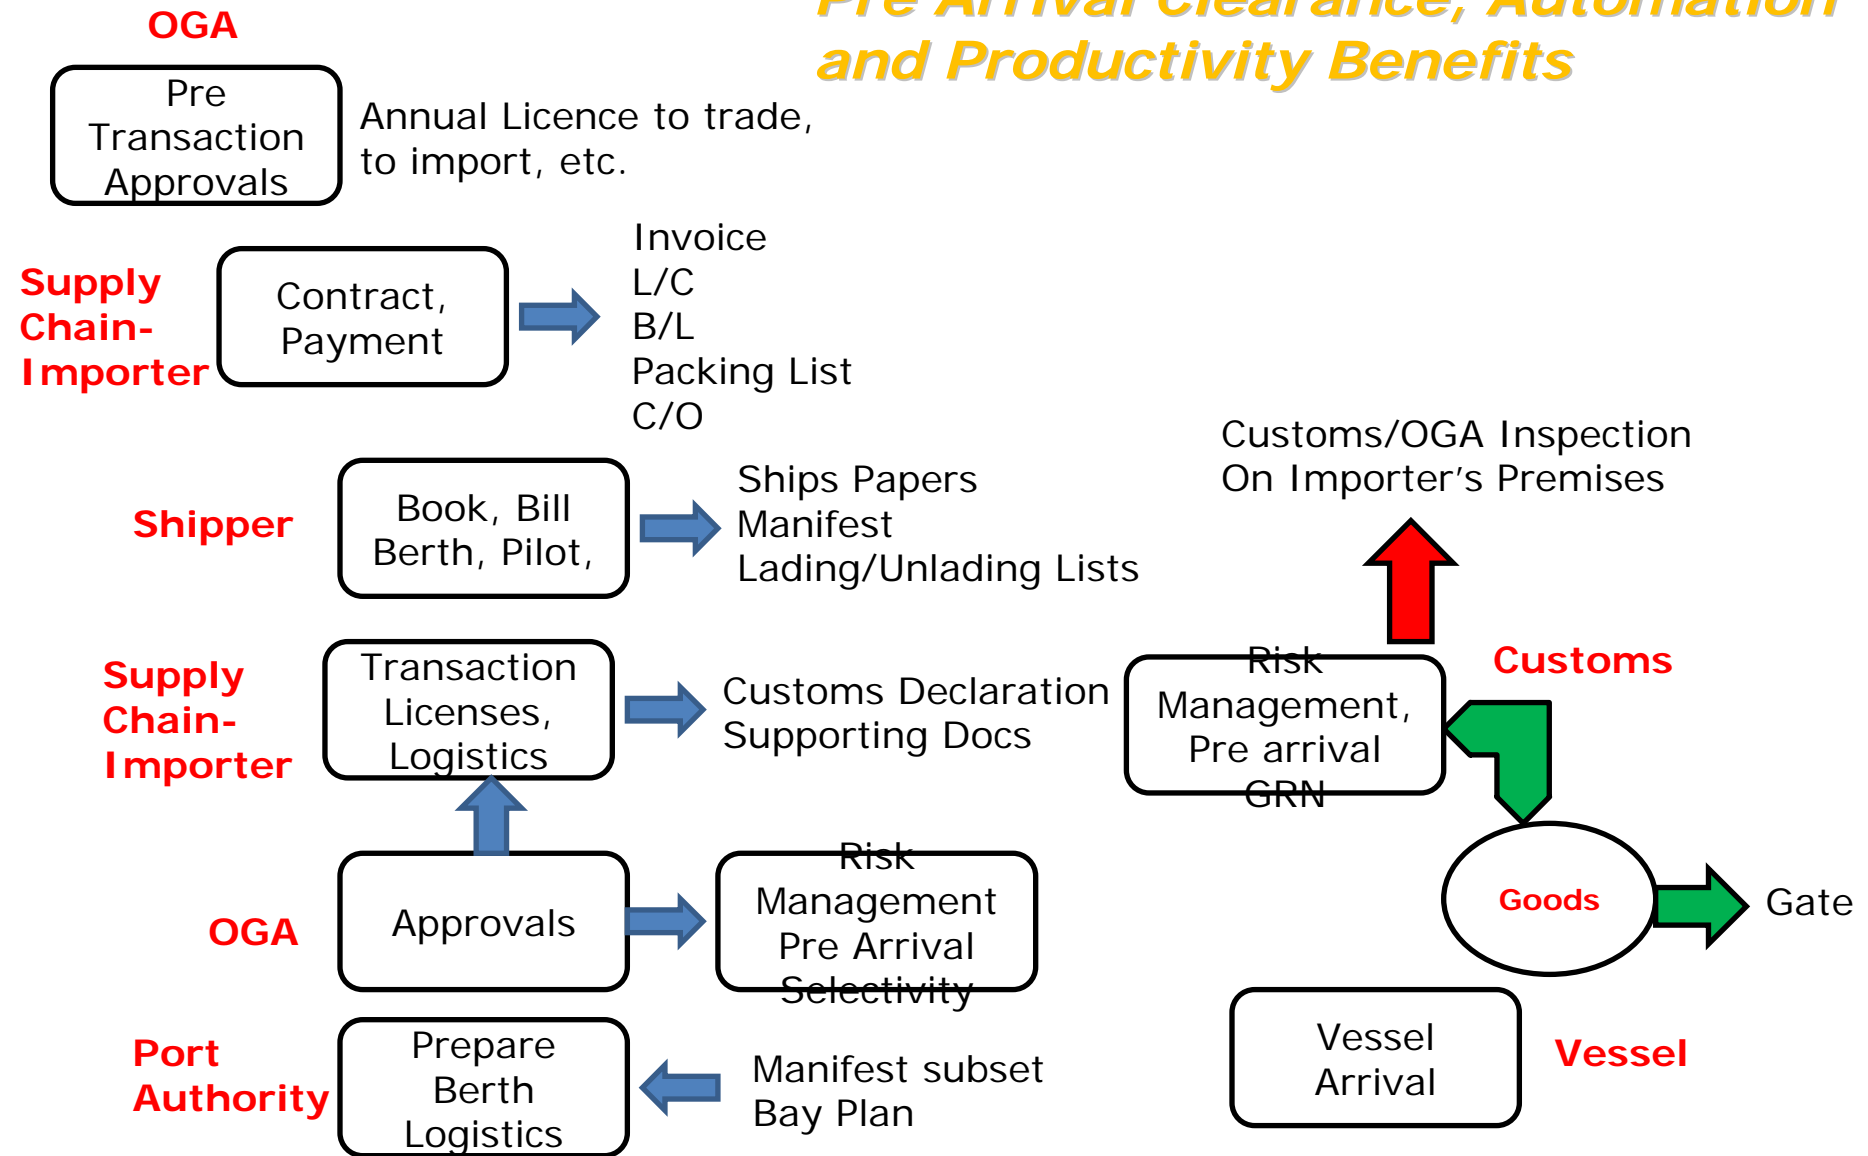 Pre Arrival Clearance, Automation
and Productivity Benefits
OGA
Pre
Transaction
Approvals
Annual Licence to trade,
to import, etc.
Supply
Chain-
Importer
Contract,
Payment
Invoice
L/C
B/L
Packing List
C/O
Shipper
Book, Bill
Berth, Pilot,
Ships Papers
Manifest
Lading/Unlading Lists
Customs/OGA Inspection
On Importer’s Premises
Supply
Chain-
Importer
Transaction
Licenses,
Logistics
Customs Declaration
Supporting Docs
Risk
Management,
Pre arrival
GRN
Customs
OGA
Approvals
Risk
Management
Pre Arrival
Selectivity
Goods
Gate
Port
Authority
Prepare
Berth
Logistics
Manifest subset
Bay Plan
Vessel
Arrival
Vessel